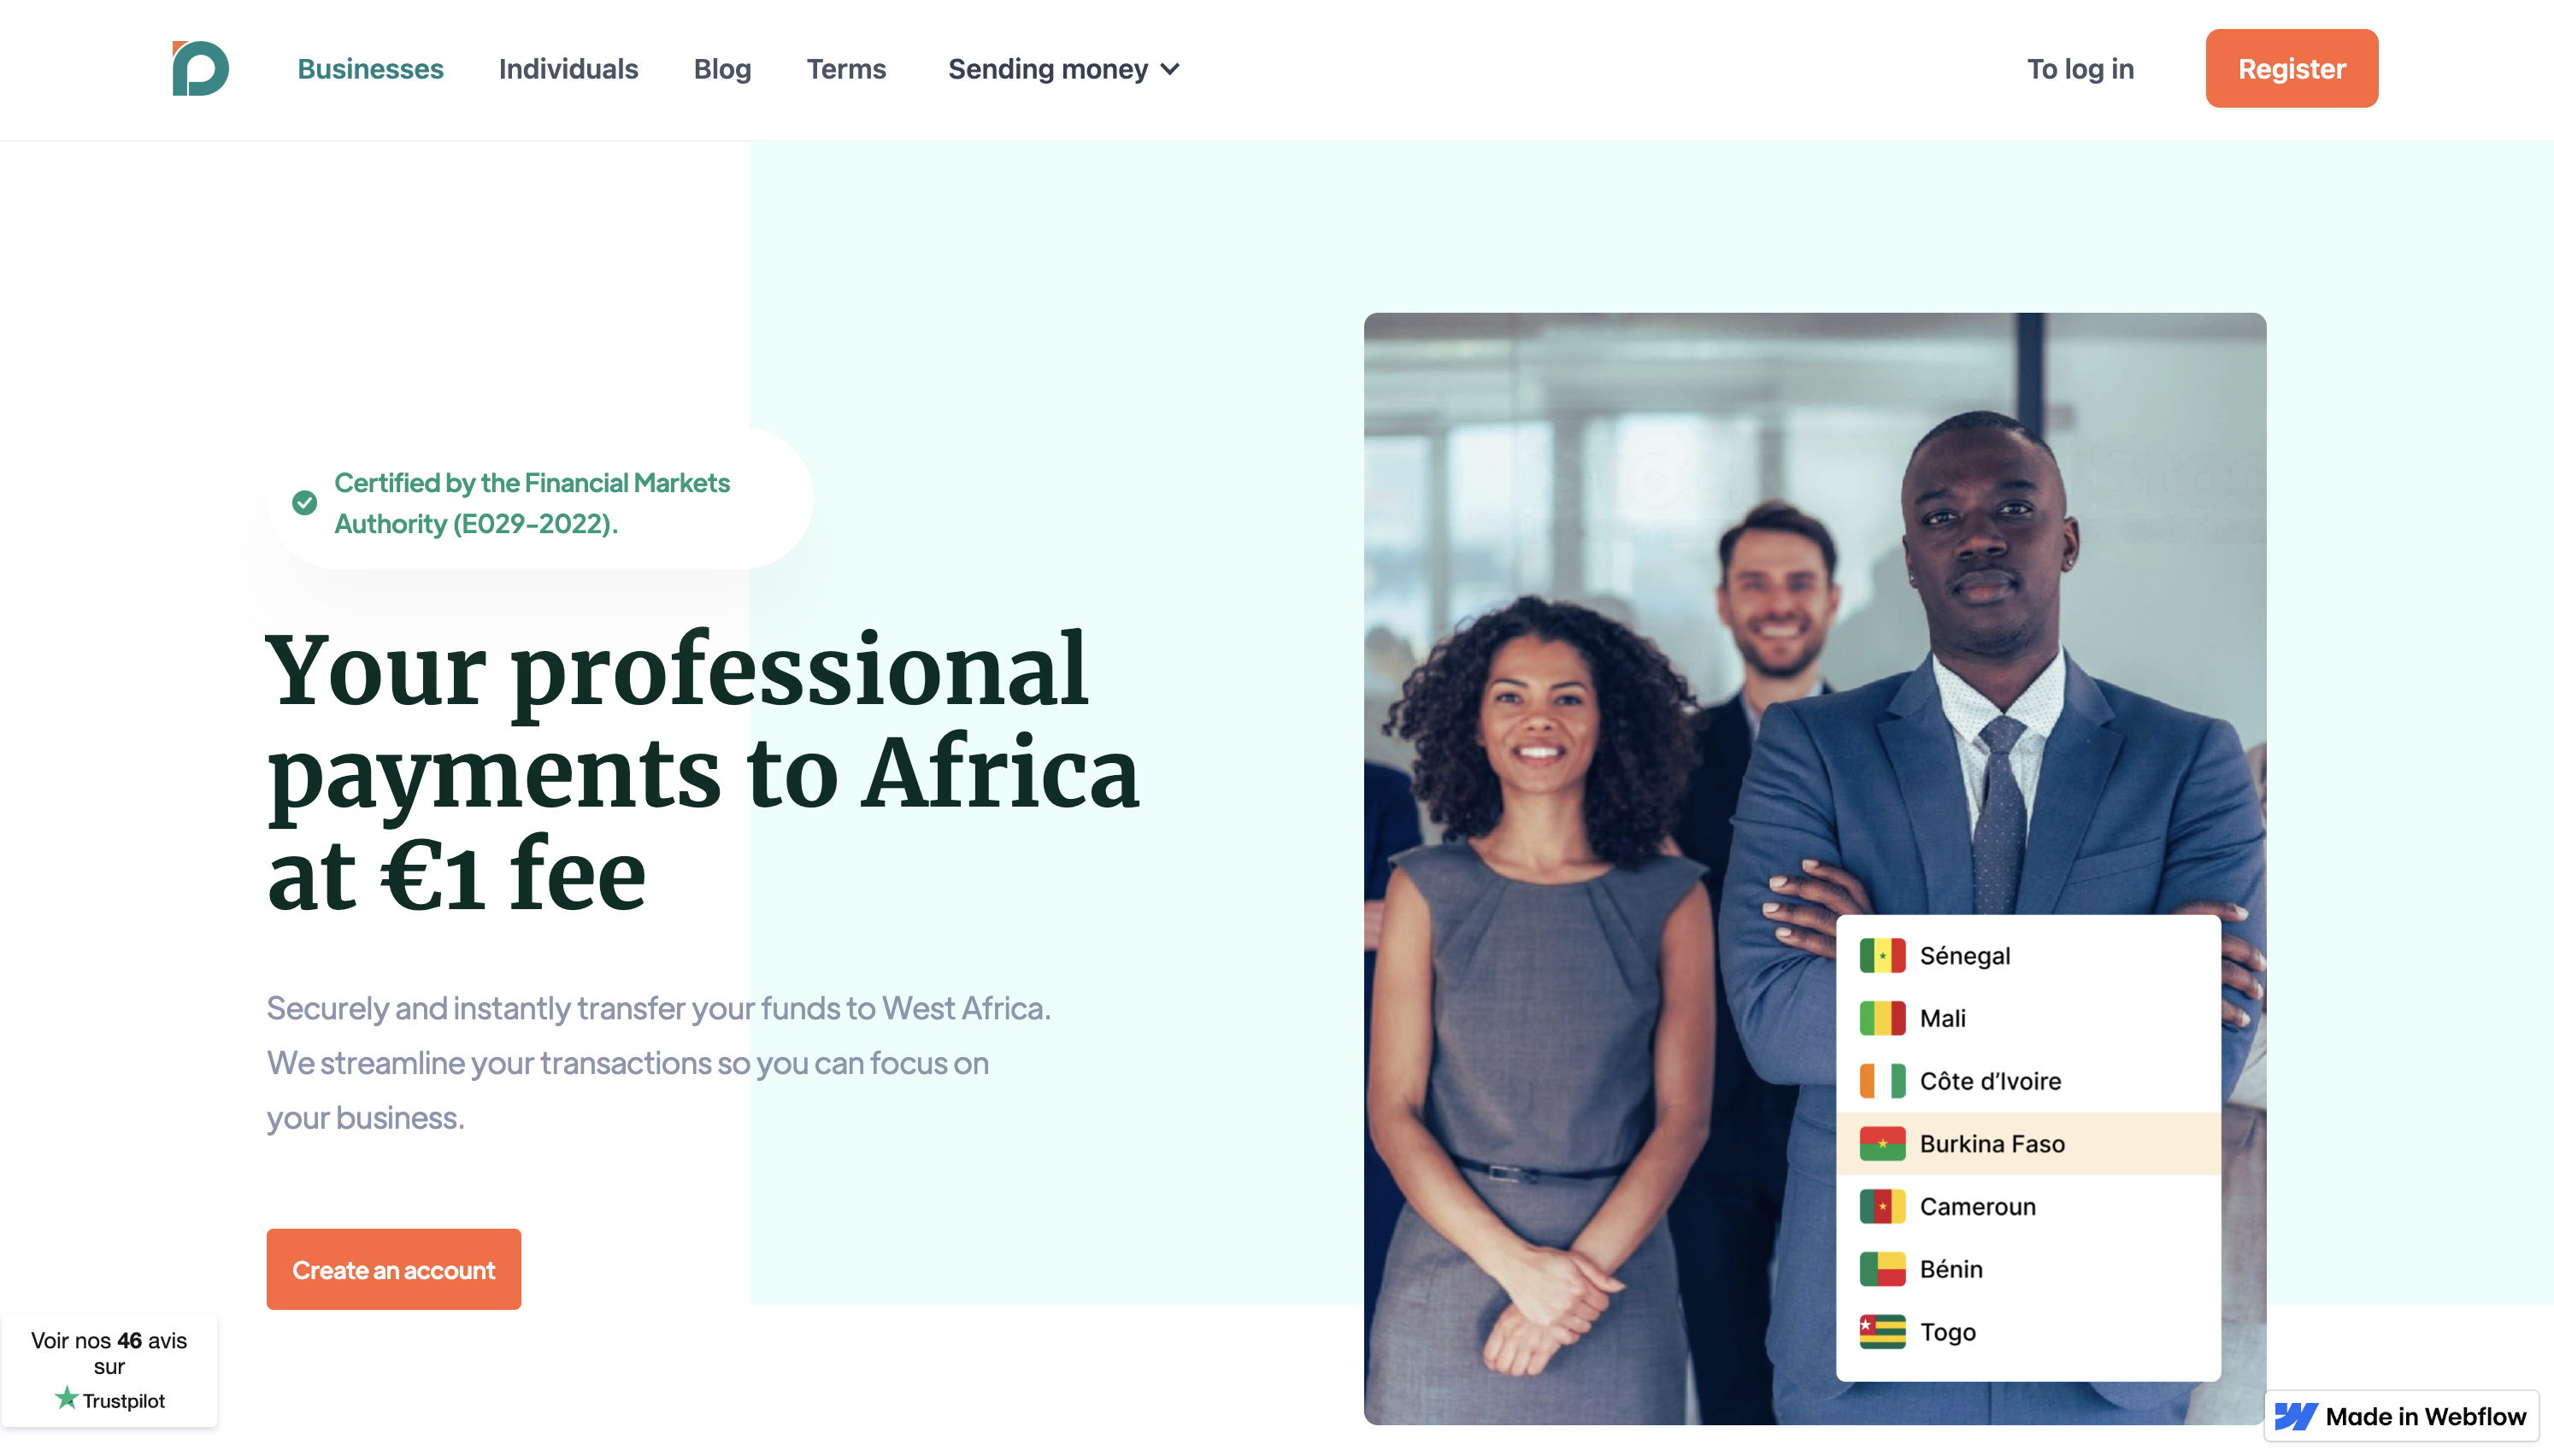 Businesses
Individuals
Blog
Terms
Sending money
To log in
Register
Certified by the Financial Markets
Authority (E029-2022).
Your professional
payments to Africa
at €1 fee
Securely and instantly transfer your funds to West Africa.
We streamline your transactions so you can focus on
your business.
Create an account
Sénegal
Mali
Côte d’Ivoire
Burkina Faso
Cameroun
Bénin
Togo
Voir nos 46 avis
sur
Trustpilot
Made in Webflow